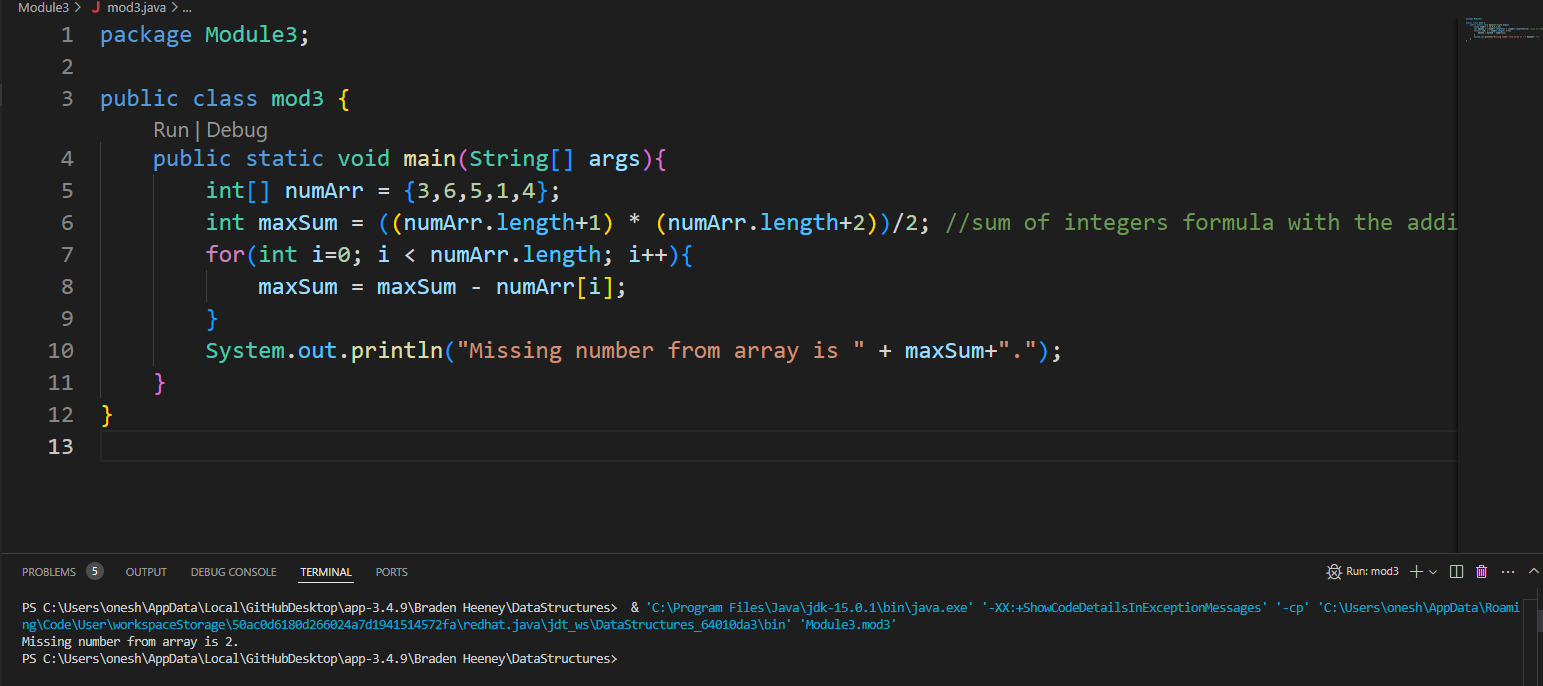 Module3 > J mod3.java > ...
1 package Module3;
2
3 public class mod3 {
Run | Debug
4 public static void main(String[] args){
5 int[] numArr = {3,6,5,1,4};
6 int maxSum = ((numArr.length+1) * (numArr.length+2))/2; //sum of integers formula with the addi
7 for(int i=0; i < numArr.length; i++){
8 maxSum = maxSum - numArr[i];
9 }
10 System.out.println("Missing number from array is " + maxSum+".");
11 }
12 }
13
PROBLEMS 5 OUTPUT DEBUG CONSOLE TERMINAL PORTS Run: mod3
PS C:\Users\onesh\AppData\Local\GitHubDesktop\app-3.4.9\Braden Heeney\DataStructures> & 'C:\Program Files\Java\jdk-15.0.1\bin\java.exe' '-XX:+ShowCodeDetailsInExceptionMessages' '-cp' 'C:\Users\onesh\AppData\Roami
ng\Code\User\workspaceStorage\50ac0d6180d266024a7d1941514572fa\redhat.java\jdt_ws\DataStructures_64010da3\bin' 'Module3.mod3'
Missing number from array is 2.
PS C:\Users\onesh\AppData\Local\GitHubDesktop\app-3.4.9\Braden Heeney\DataStructures>